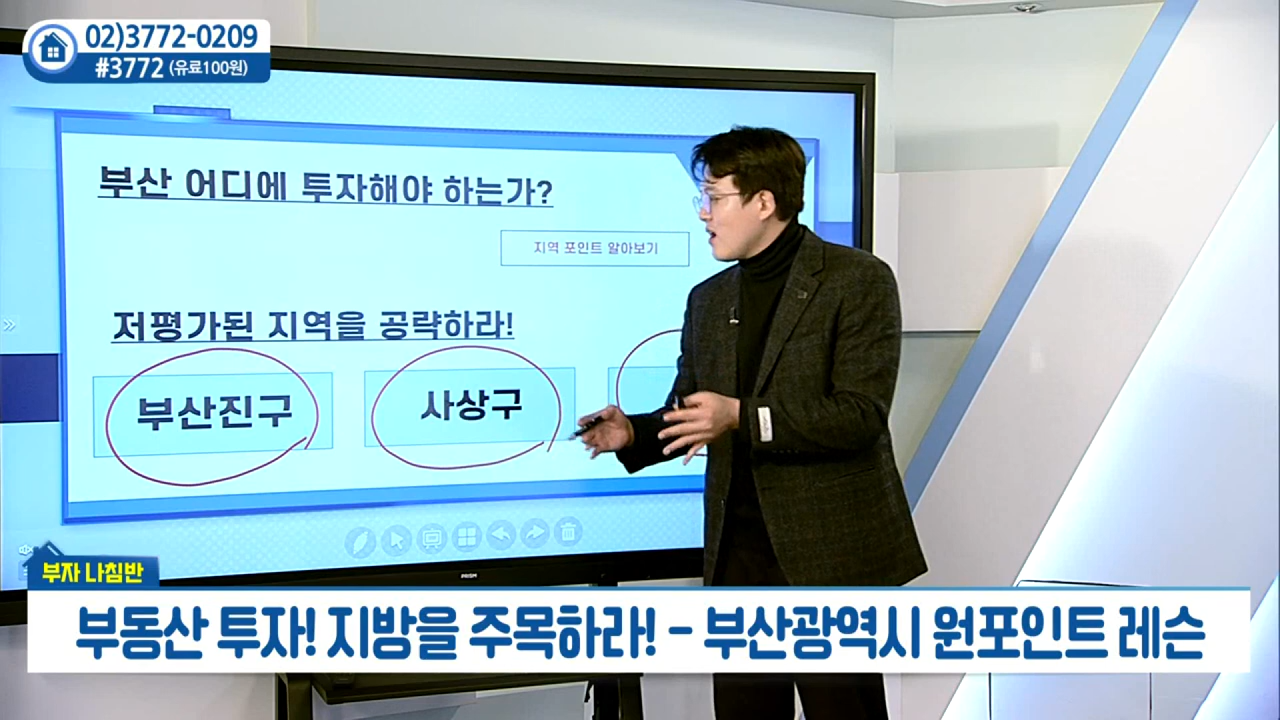 02)3772-0209
#3772 (유료100원)
부산 어디에 투자해야 하는가?
지역 포인트 알아보기
저평가된 지역을 공략하라!
부산진구
사상구
PRISM
부자 나침반
부동산 투자! 지방을 주목하라! - 부산광역시 원포인트 레슨